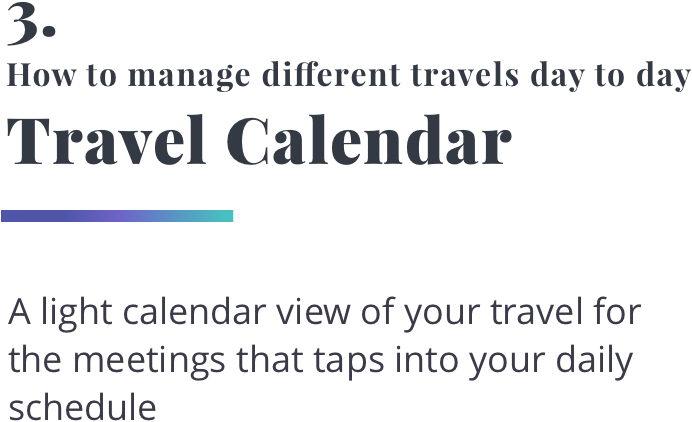 3.
How to manage different travels day to day
Travel Calendar
A light calendar view of your travel for
the meetings that taps into your daily
schedule